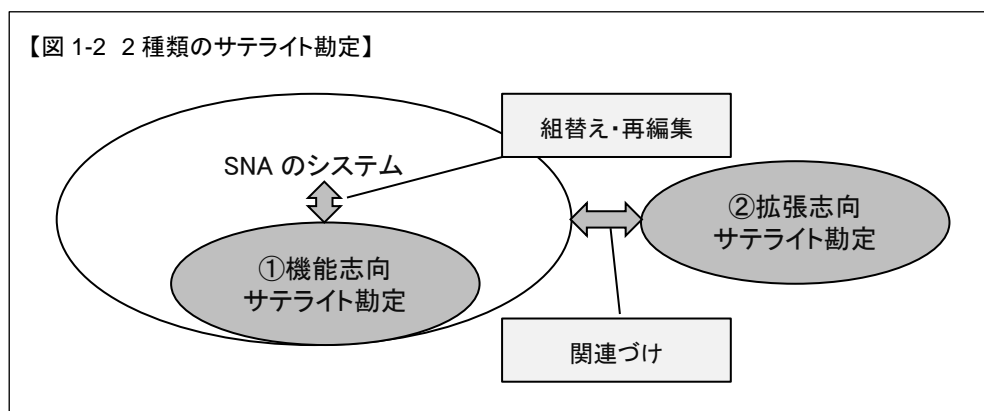 【図 1-2 2 種類のサテライト勘定】
組替え・再編集
SNA のシステム
①機能志向
サテライト勘定
②拡張志向
サテライト勘定
関連づけ